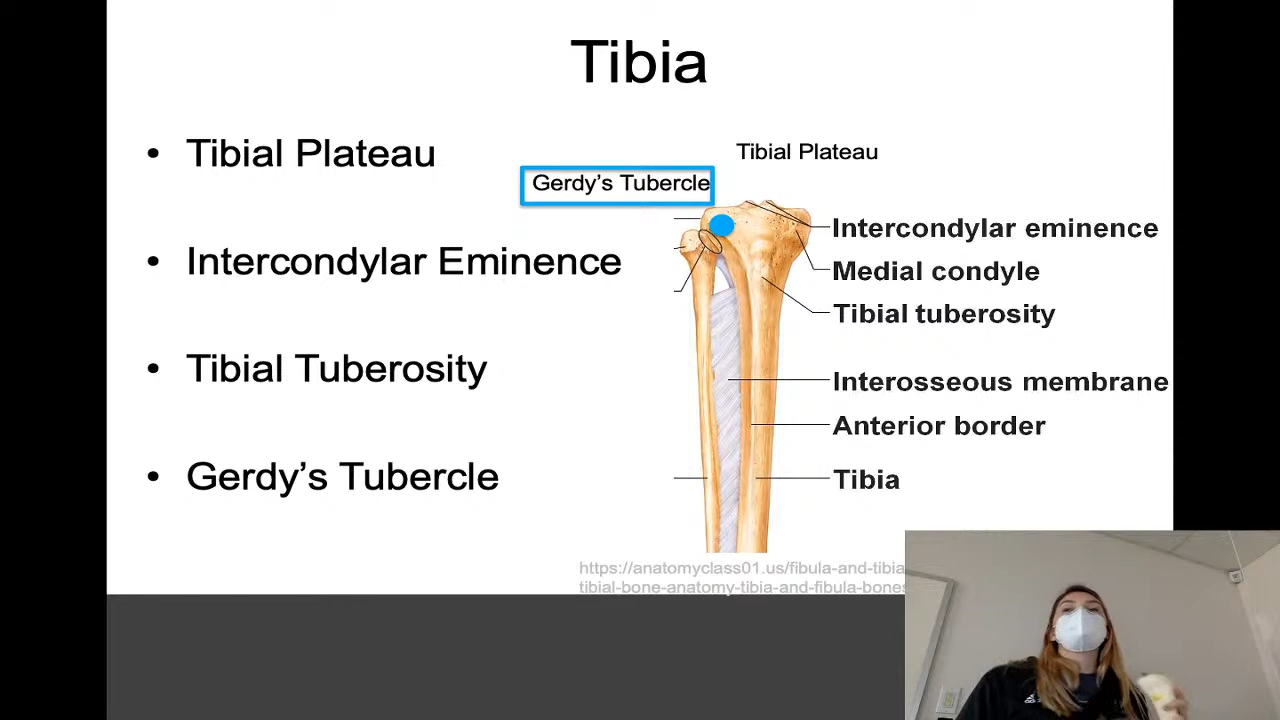 Tibia
• Tibial Plateau
• Intercondylar Eminence
• Tibial Tuberosity
• Gerdy’s Tubercle
Tibial Plateau
Gerdy’s Tubercle
Intercondylar eminence
Medial condyle
Tibial tuberosity
Interosseous membrane
Anterior border
Tibia
https://anatomyclass01.us/fibula-and-tibia
tibial-bone-anatomy-tibia-and-fibula-bones